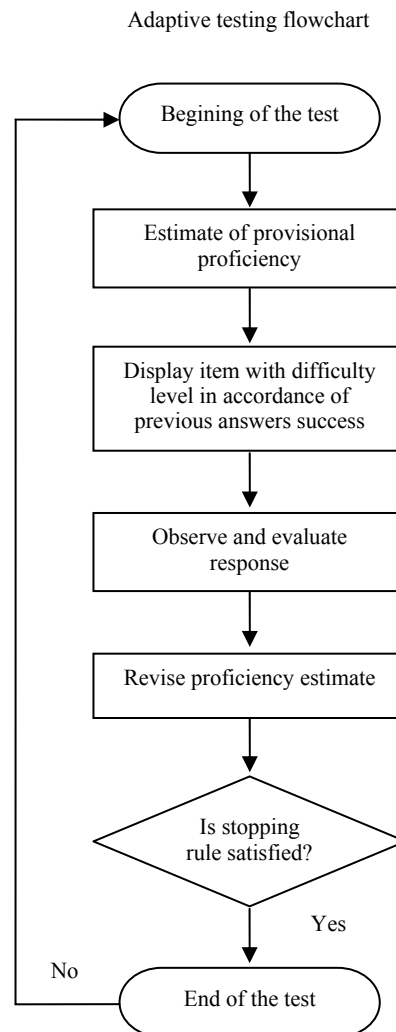 Adaptive testing flowchart
Begining of the test
Estimate of provisional
proficiency
Display item with difficulty
level in accordance of
previous answers success
Observe and evaluate
response
Revise proficiency estimate
Is stopping
rule satisfied?
Yes
No
End of the test